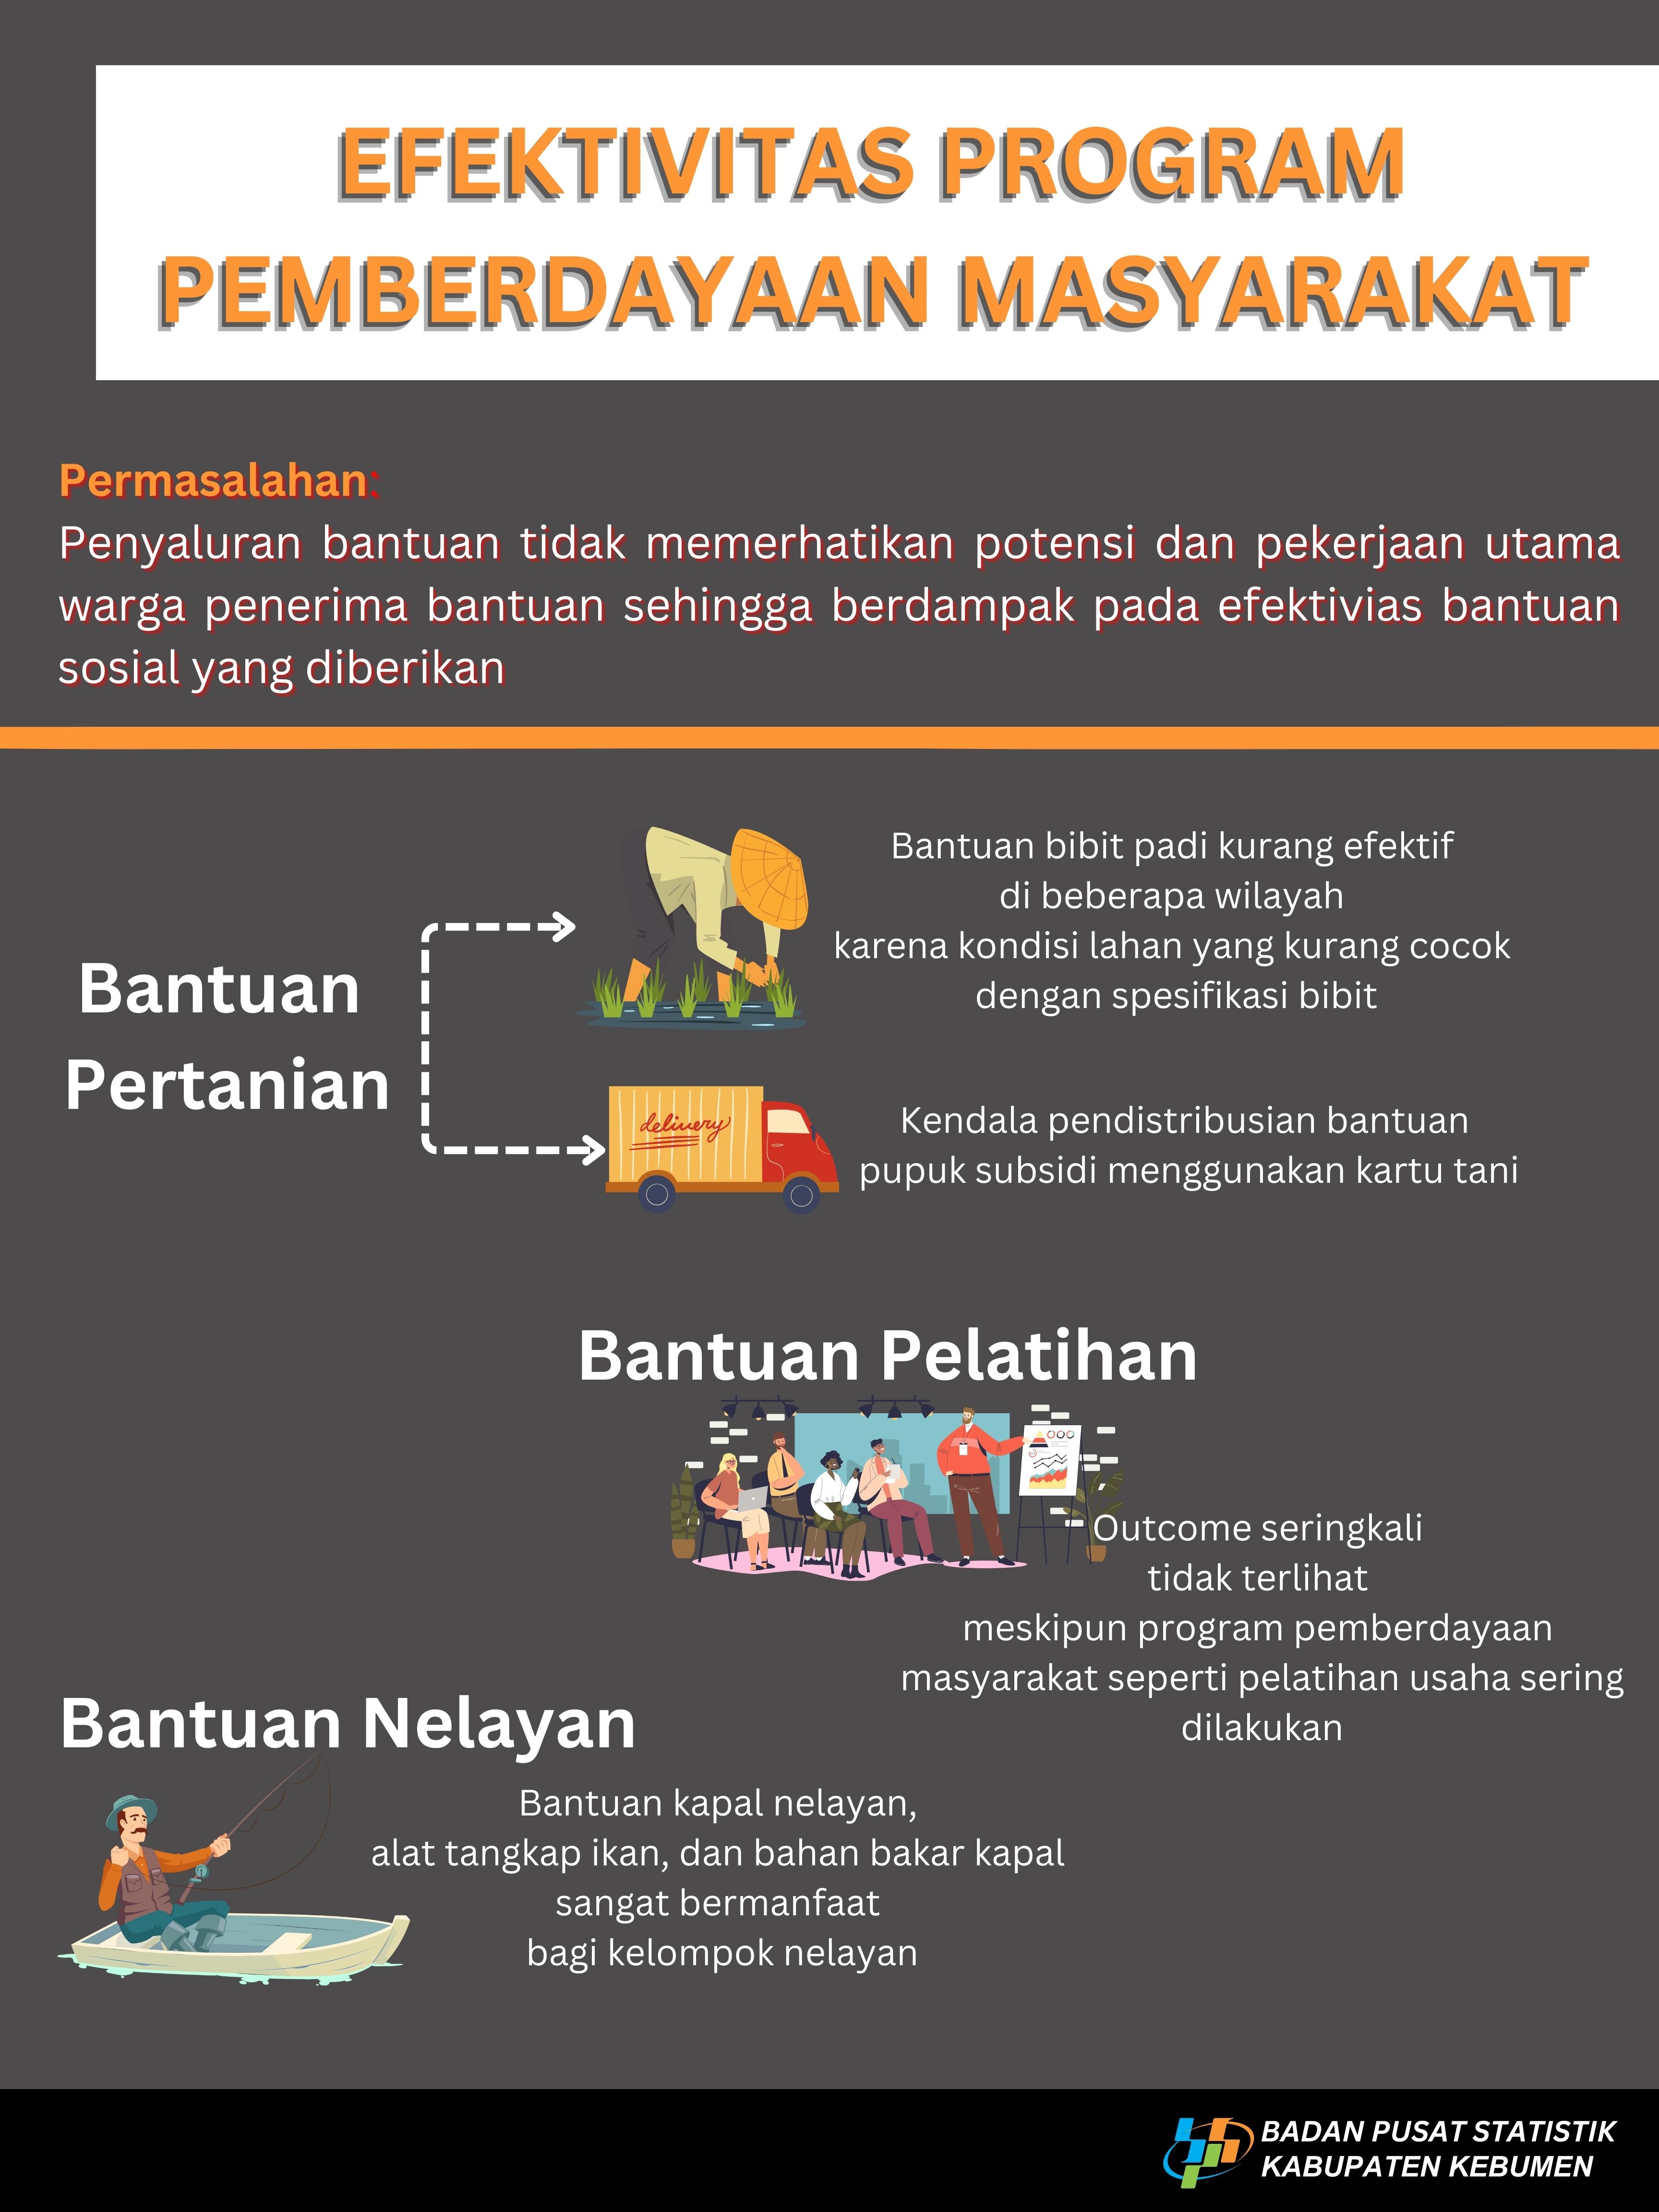 EFEKTIVITAS PROGRAM
PEMBERDAYAAN MASYARAKAT
Permasalahan:
Penyaluran bantuan tidak memerhatikan potensi dan pekerjaan utama
warga penerima bantuan sehingga berdampak pada efektivias bantuan
sosial yang diberikan
Bantuan
Pertanian
Bantuan bibit padi kurang efektif
di beberapa wilayah
karena kondisi lahan yang kurang cocok
dengan spesifikasi bibit
delivery
Kendala pendistribusian bantuan
pupuk subsidi menggunakan kartu tani
Bantuan Pelatihan
Outcome seringkali
tidak terlihat
meskipun program pemberdayaan
masyarakat seperti pelatihan usaha sering
dilakukan
Bantuan Nelayan
Bantuan kapal nelayan,
alat tangkap ikan, dan bahan bakar kapal
sangat bermanfaat
bagi kelompok nelayan
BADAN PUSAT STATISTIK
KABUPATEN KEBUMEN